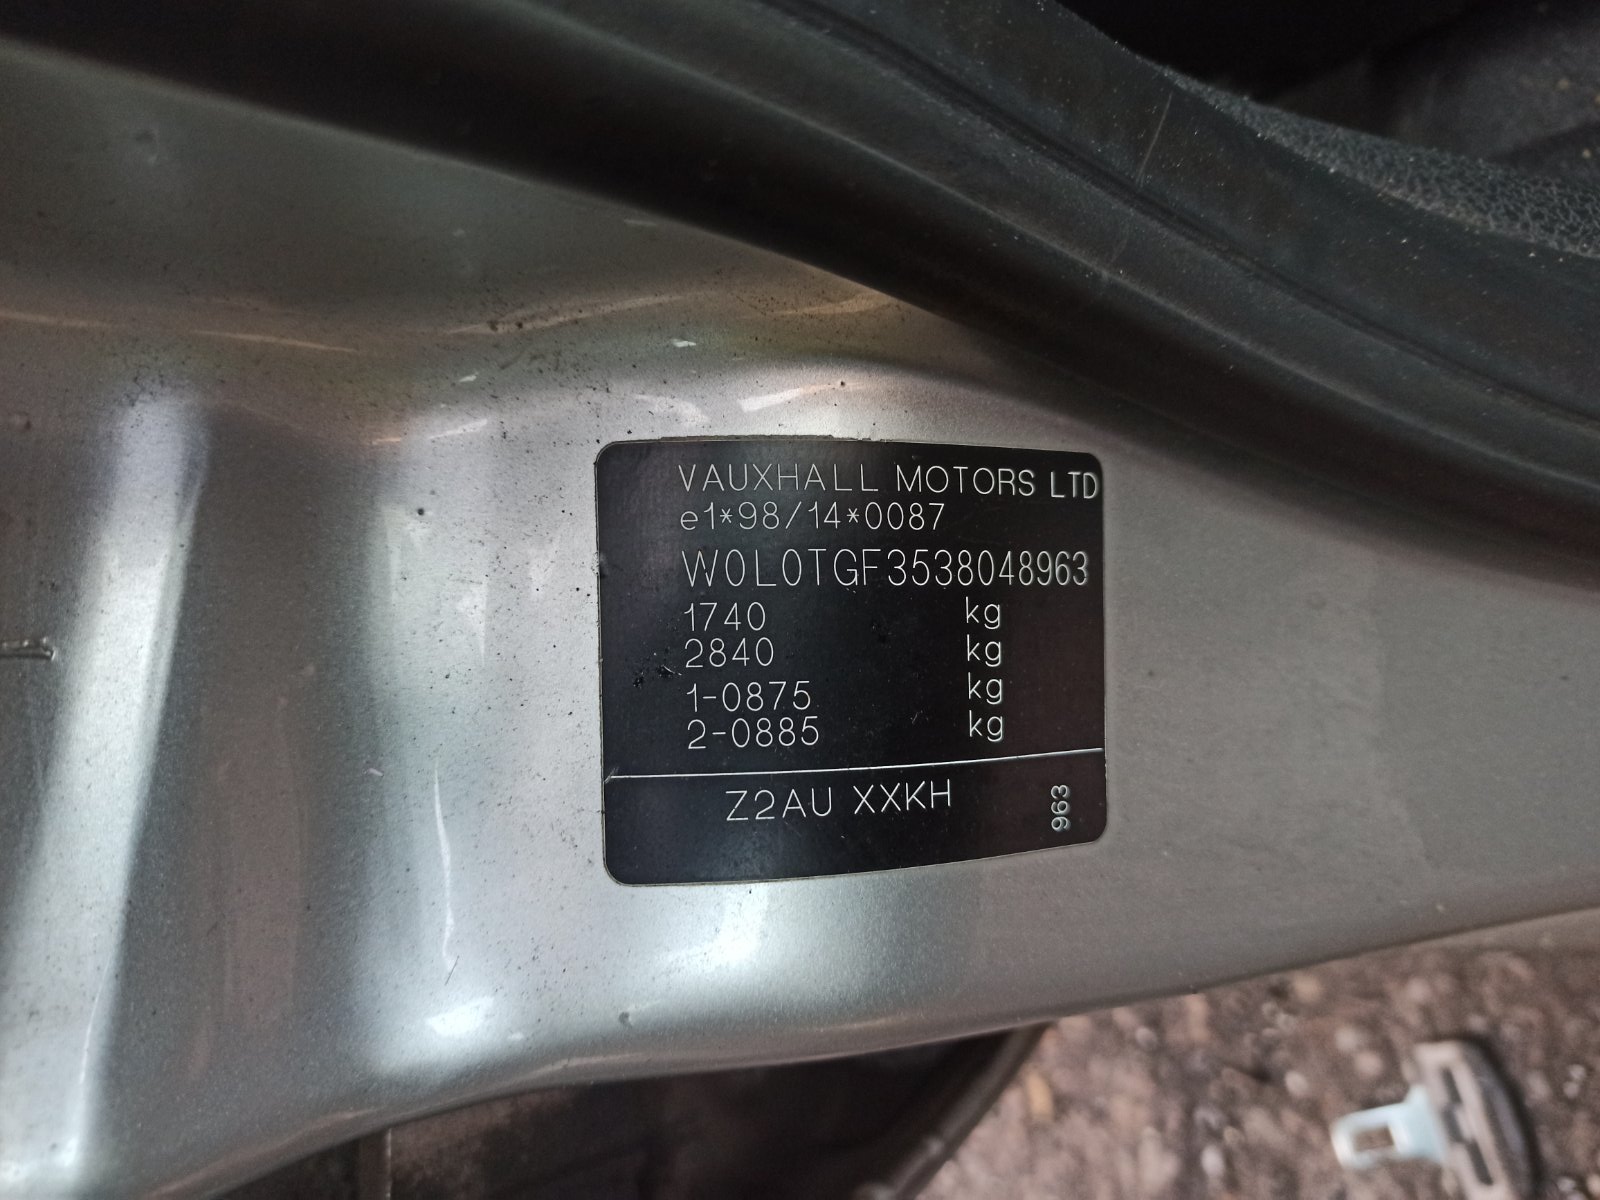 VAUXHALL MOTORS LTD
e1*98/14*0087
W0L0TGF3538048963
1740 kg
2840 kg
1-0875 kg
2-0885 kg
Z2AU XXKH
963